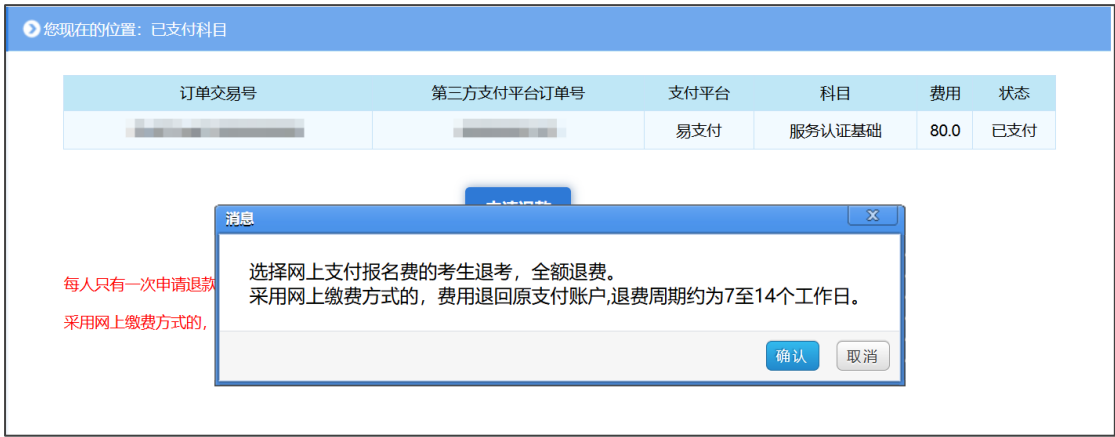 您现在的位置：已支付科目
订单交易号 第三方支付平台订单号 支付平台 科目 费用 状态
易支付 服务认证基础 80.0 已支付
申请退款
消息
选择网上支付报名费的考生退考，全额退费。
采用网上缴费方式的，费用退回原支付账户,退费周期约为7至14个工作日。
确认 取消
每人只有一次申请退款
采用网上缴费方式的，